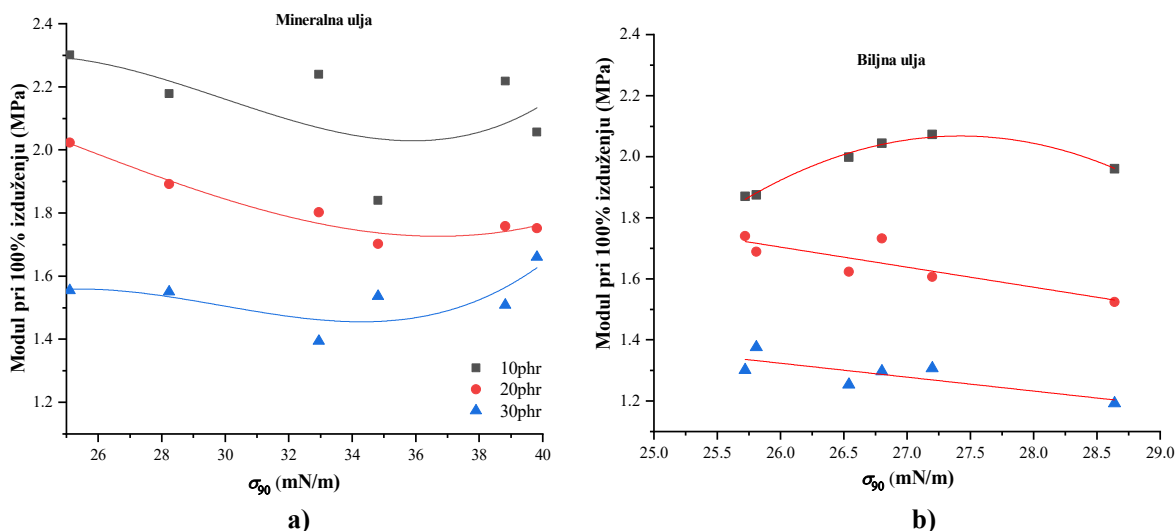 Mineralna ulja
Modul pri 100% izduženju (MPa)
2.4
2.2
2.0
1.8
1.6
1.4
1.2
10phr
20phr
30phr
26 28 30 32 34 36 38 40
σ90 (mN/m)
a)
Biljna ulja
Modul pri 100% izduženju (MPa)
2.4
2.2
2.0
1.8
1.6
1.4
1.2
25.0 25.5 26.0 26.5 27.0 27.5 28.0 28.5 29.0
σ90 (mN/m)
b)